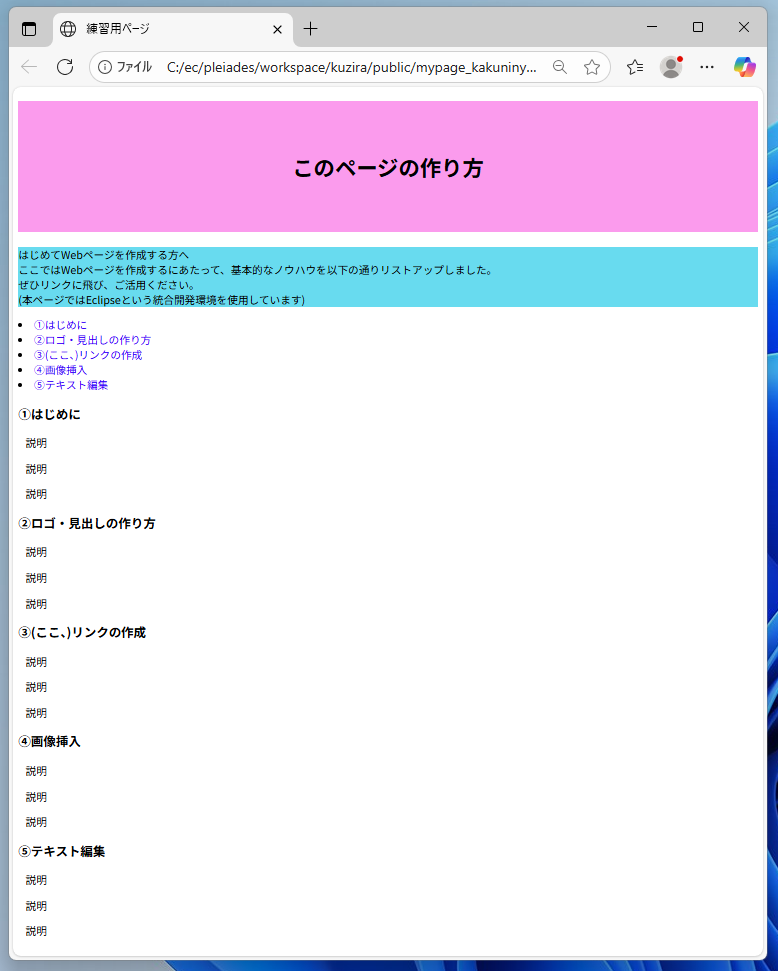 練習用ページ
ファイル C:/ec/pleiades/workspace/kuzira/public/mypage_kakuniny...
このページの作り方
はじめてWebページを作成する方へ
ここではWebページを作成するにあたって、基本的なノウハウを以下の通りリストアップしました。
ぜひリンクに飛び、ご活用ください。
(本ページではEclipseという統合開発環境を使用しています)
①はじめに
②ロゴ・見出しの作り方
③(ここ、)リンクの作成
④画像挿入
⑤テキスト編集
①はじめに
説明
説明
説明
②ロゴ・見出しの作り方
説明
説明
説明
③(ここ、)リンクの作成
説明
説明
説明
④画像挿入
説明
説明
説明
⑤テキスト編集
説明
説明
説明